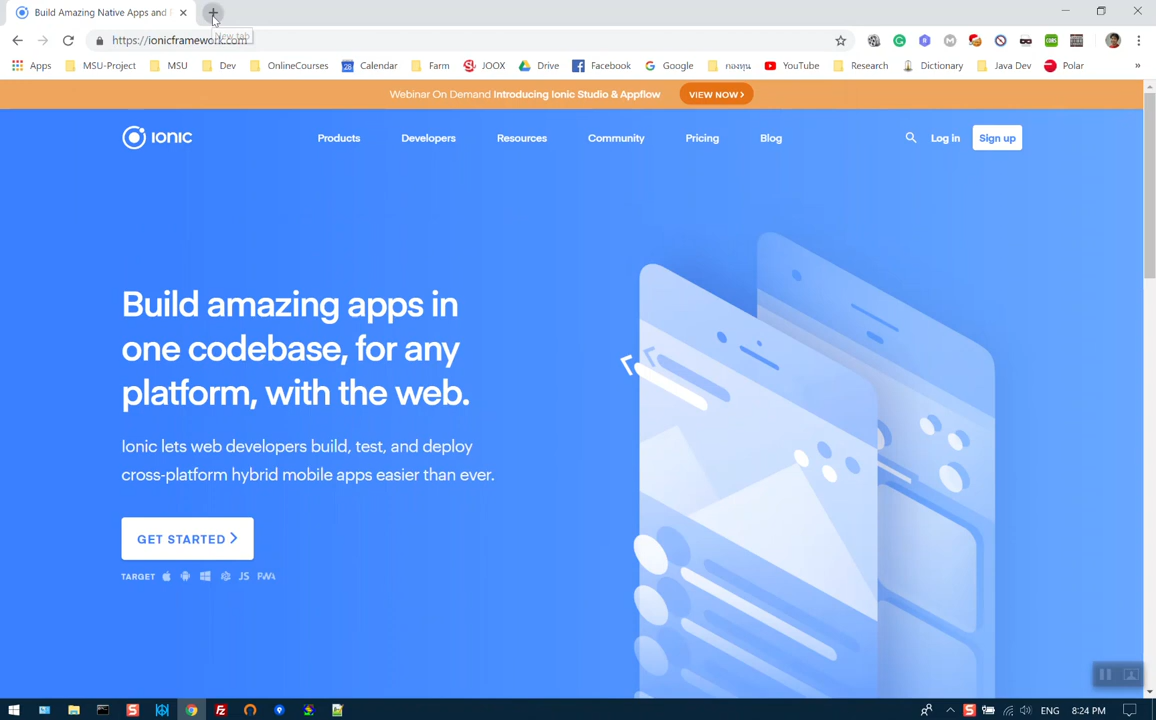 Build Amazing Native Apps and
https://ionicframework.com
New tab
Apps MSU-Project MSU Dev OnlineCourses Calendar Farm JOOX Drive Facebook Google กองทุน YouTube Research Dictionary Java Dev Polar »
Webinar On Demand Introducing Ionic Studio & Appflow VIEW NOW >
IONIC Products Developers Resources Community Pricing Blog Log in Sign up
Build amazing apps in
one codebase, for any
platform, with the web.
Ionic lets web developers build, test, and deploy
cross-platform hybrid mobile apps easier than ever.
GET STARTED >
TARGET JS PWA
ENG 8:24 PM